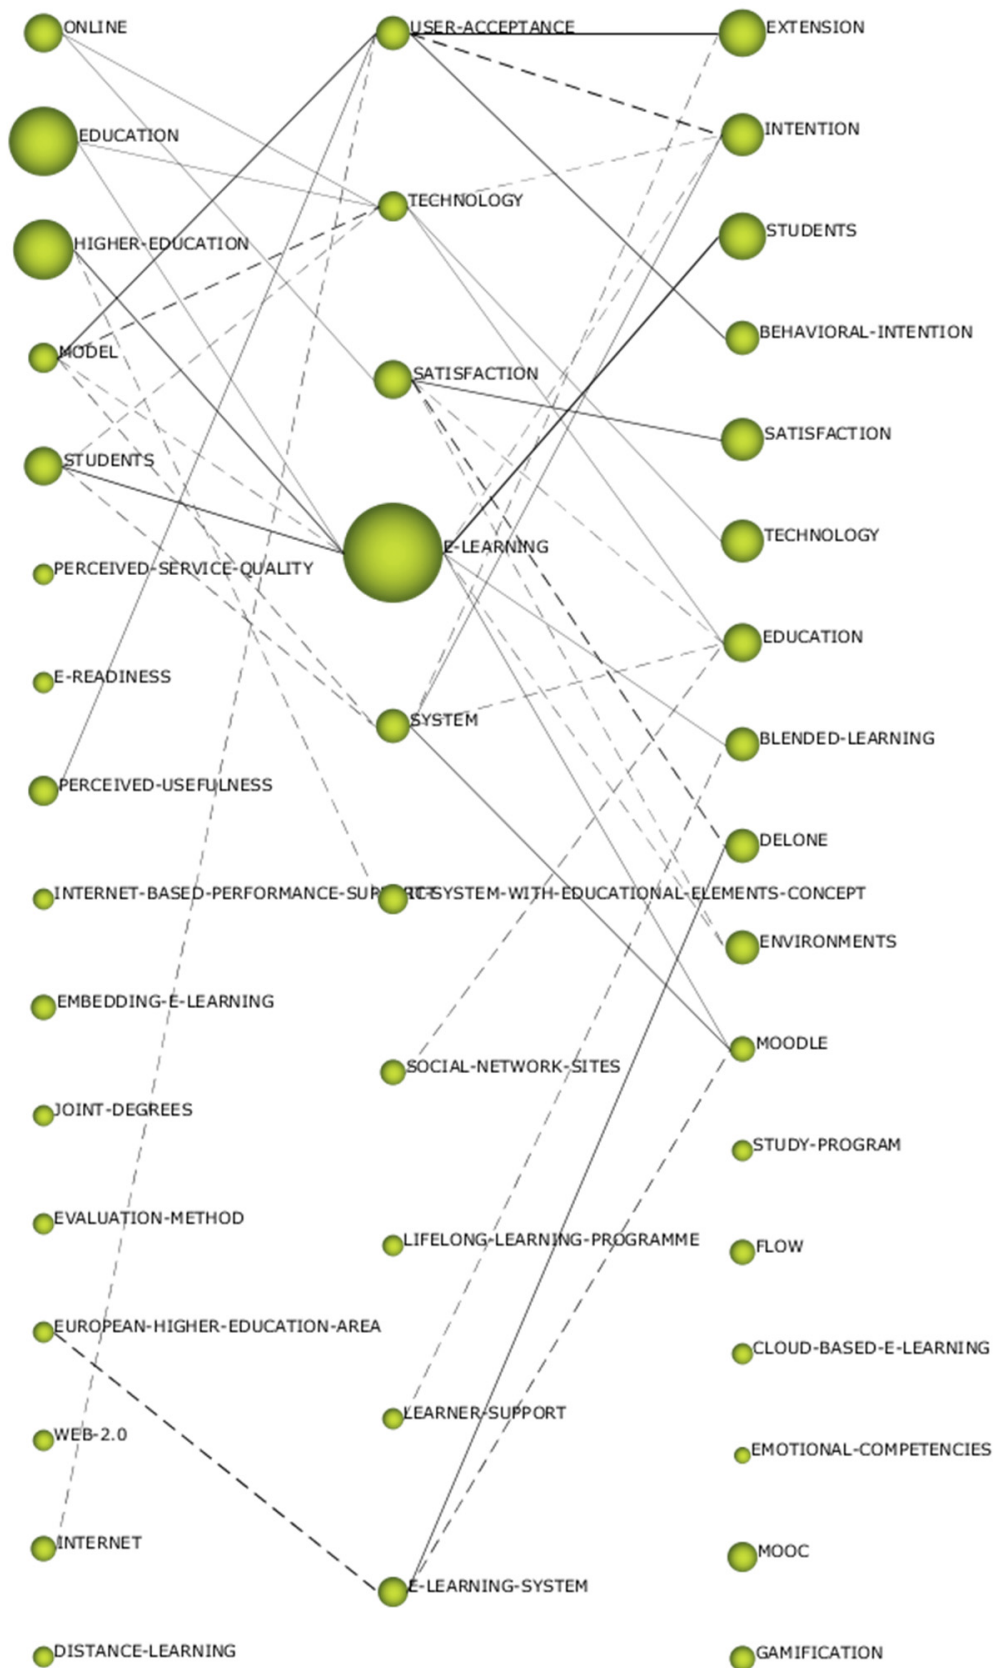 ONLINE
EDUCATION
HIGHER-EDUCATION
MODEL
STUDENTS
PERCEIVED-SERVICE-QUALITY
E-READINESS
PERCEIVED-USEFULNESS
INTERNET-BASED-PERFORMANCE-SUPPORT-SYSTEM-WITH-EDUCATIONAL-ELEMENTS-CONCEPT
EMBEDDING-E-LEARNING
JOINT-DEGREES
EVALUATION-METHOD
EUROPEAN-HIGHER-EDUCATION-AREA
WEB-2.0
INTERNET
DISTANCE-LEARNING
USER-ACCEPTANCE
TECHNOLOGY
SATISFACTION
E-LEARNING
SYSTEM
SOCIAL-NETWORK-SITES
LIFELONG-LEARNING-PROGRAMME
LEARNER-SUPPORT
E-LEARNING-SYSTEM
EXTENSION
INTENTION
STUDENTS
BEHAVIORAL-INTENTION
SATISFACTION
TECHNOLOGY
EDUCATION
BLENDED-LEARNING
DELONE
ENVIRONMENTS
MOODLE
STUDY-PROGRAM
FLOW
CLOUD-BASED-E-LEARNING
EMOTIONAL-COMPETENCIES
MOOC
GAMIFICATION